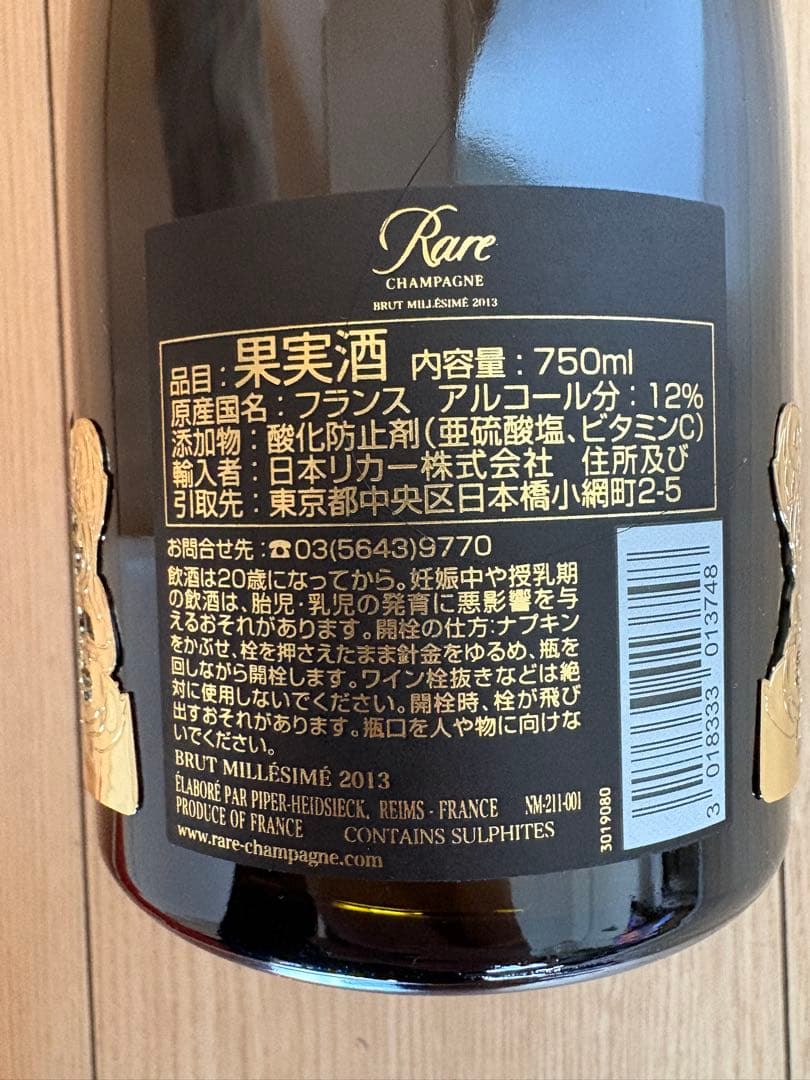 Rare
CHAMPAGNE
BRUT MILLÉSIMÉ 2013
品目：果実酒 内容量：750ml
原産国名：フランス アルコール分：12%
添加物：酸化防止剤（亜硫酸塩、ビタミンC）
輸入者：日本リカー株式会社 住所及び
引取先：東京都中央区日本橋小網町2-5
お問合せ先：☎03(5643)9770
飲酒は20歳になってから。妊娠中や授乳期
の飲酒は、胎児・乳児の発育に悪影響を与
えるおそれがあります。開栓の仕方:ナプキン
をかぶせ、栓を押さえたまま針金をゆるめ、瓶を
回しながら開栓します。ワイン栓抜きなどは絶
対に使用しないでください。開栓時、栓が飛び
出すおそれがあります。瓶口を人や物に向けな
いでください。
BRUT MILLÉSIMÉ 2013
ÉLABORÉ PAR PIPER-HEIDSIECK, REIMS - FRANCE NM-211-001
PRODUCE OF FRANCE CONTAINS SULPHITES
www.rare-champagne.com
3019080
3 018333 013748